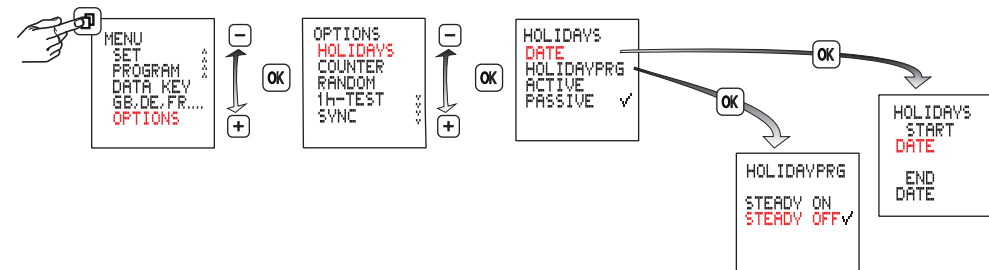 MENU
SET
PROGRAM
DATA KEY
GB,DE,FR....
OPTIONS
OK
OPTIONS
HOLIDAYS
COUNTER
RANDOM
1h-TEST
SYNC
OK
HOLIDAYS
DATE
HOLIDAYPRG
ACTIVE
PASSIVE
OK
OK
HOLIDAYPRG
STEADY ON
STEADY OFF
HOLIDAYS
START
DATE
END
DATE